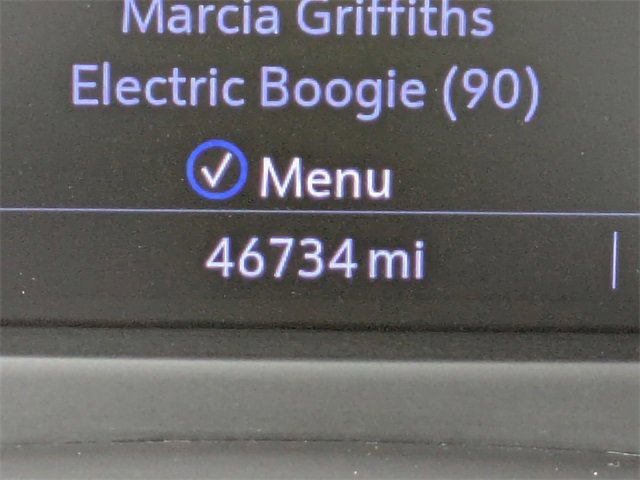 Marcia Griffiths
Electric Boogie (90)
Menu
46734 mi